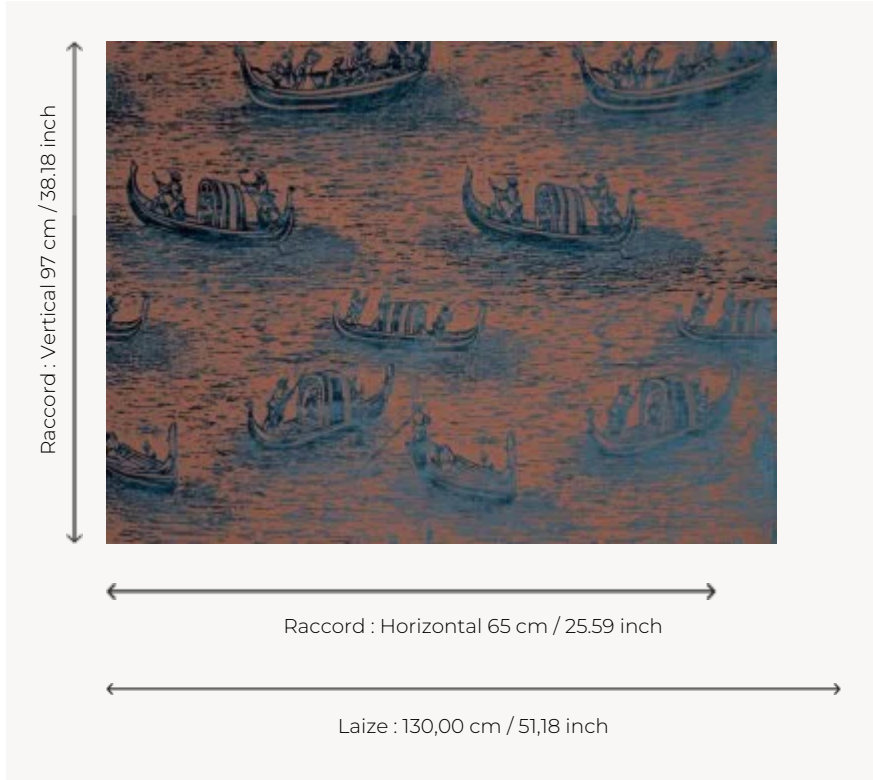 Raccord : Vertical 97 cm / 38.18 inch
Raccord : Horizontal 65 cm / 25.59 inch
Laize : 130,00 cm / 51,18 inch